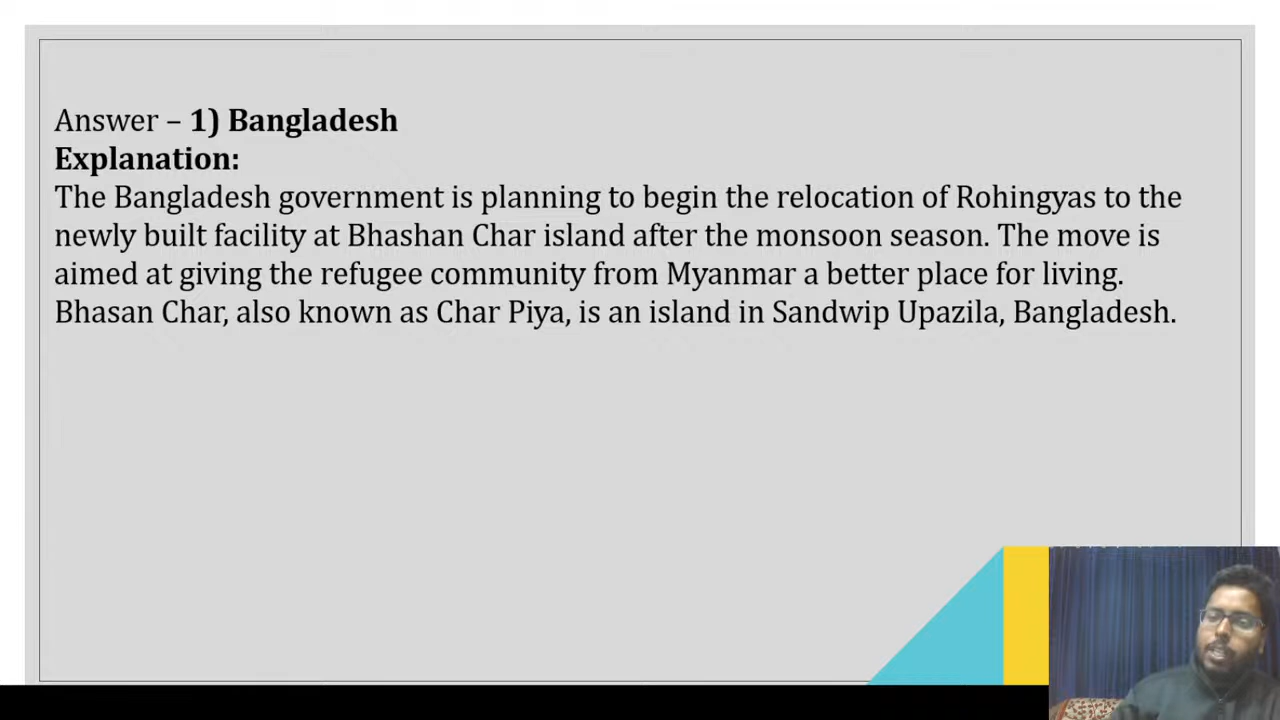 Answer – 1) Bangladesh
Explanation:
The Bangladesh government is planning to begin the relocation of Rohingyas to the
newly built facility at Bhashan Char island after the monsoon season. The move is
aimed at giving the refugee community from Myanmar a better place for living.
Bhasan Char, also known as Char Piya, is an island in Sandwip Upazila, Bangladesh.